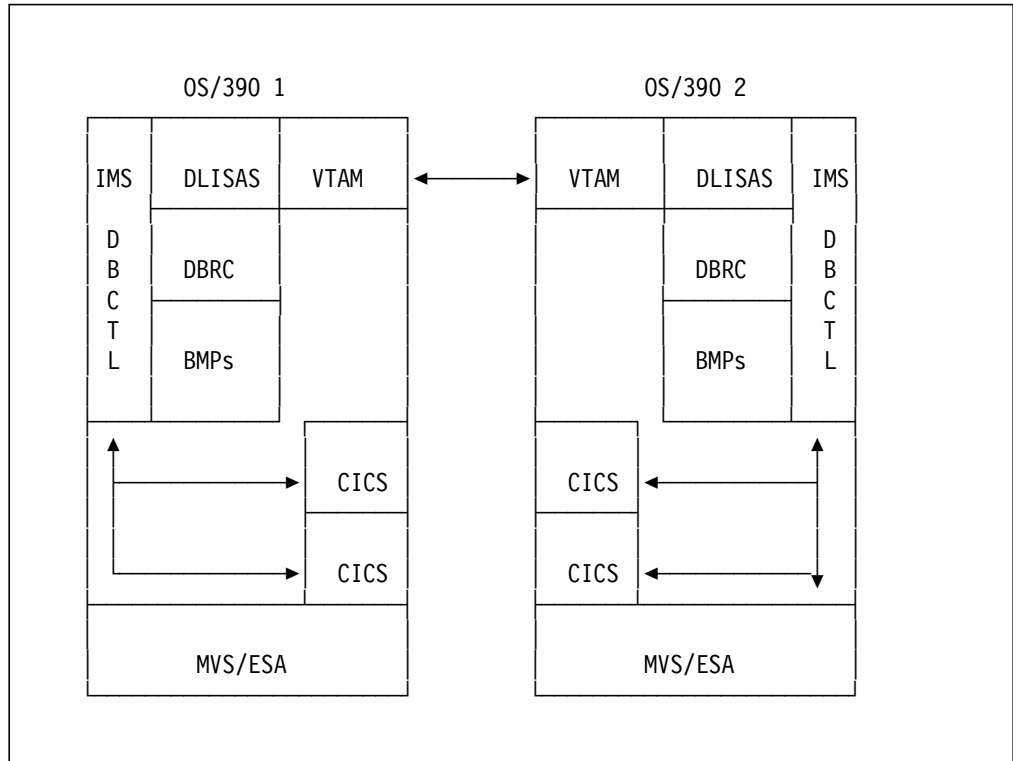 OS/390 1 OS/390 2
IMS DLISAS VTAM VTAM DLISAS IMS
D D
B DBRC DBRC B
C C
T T
L BMPs BMPs L
CICS CICS
CICS CICS
MVS/ESA MVS/ESA